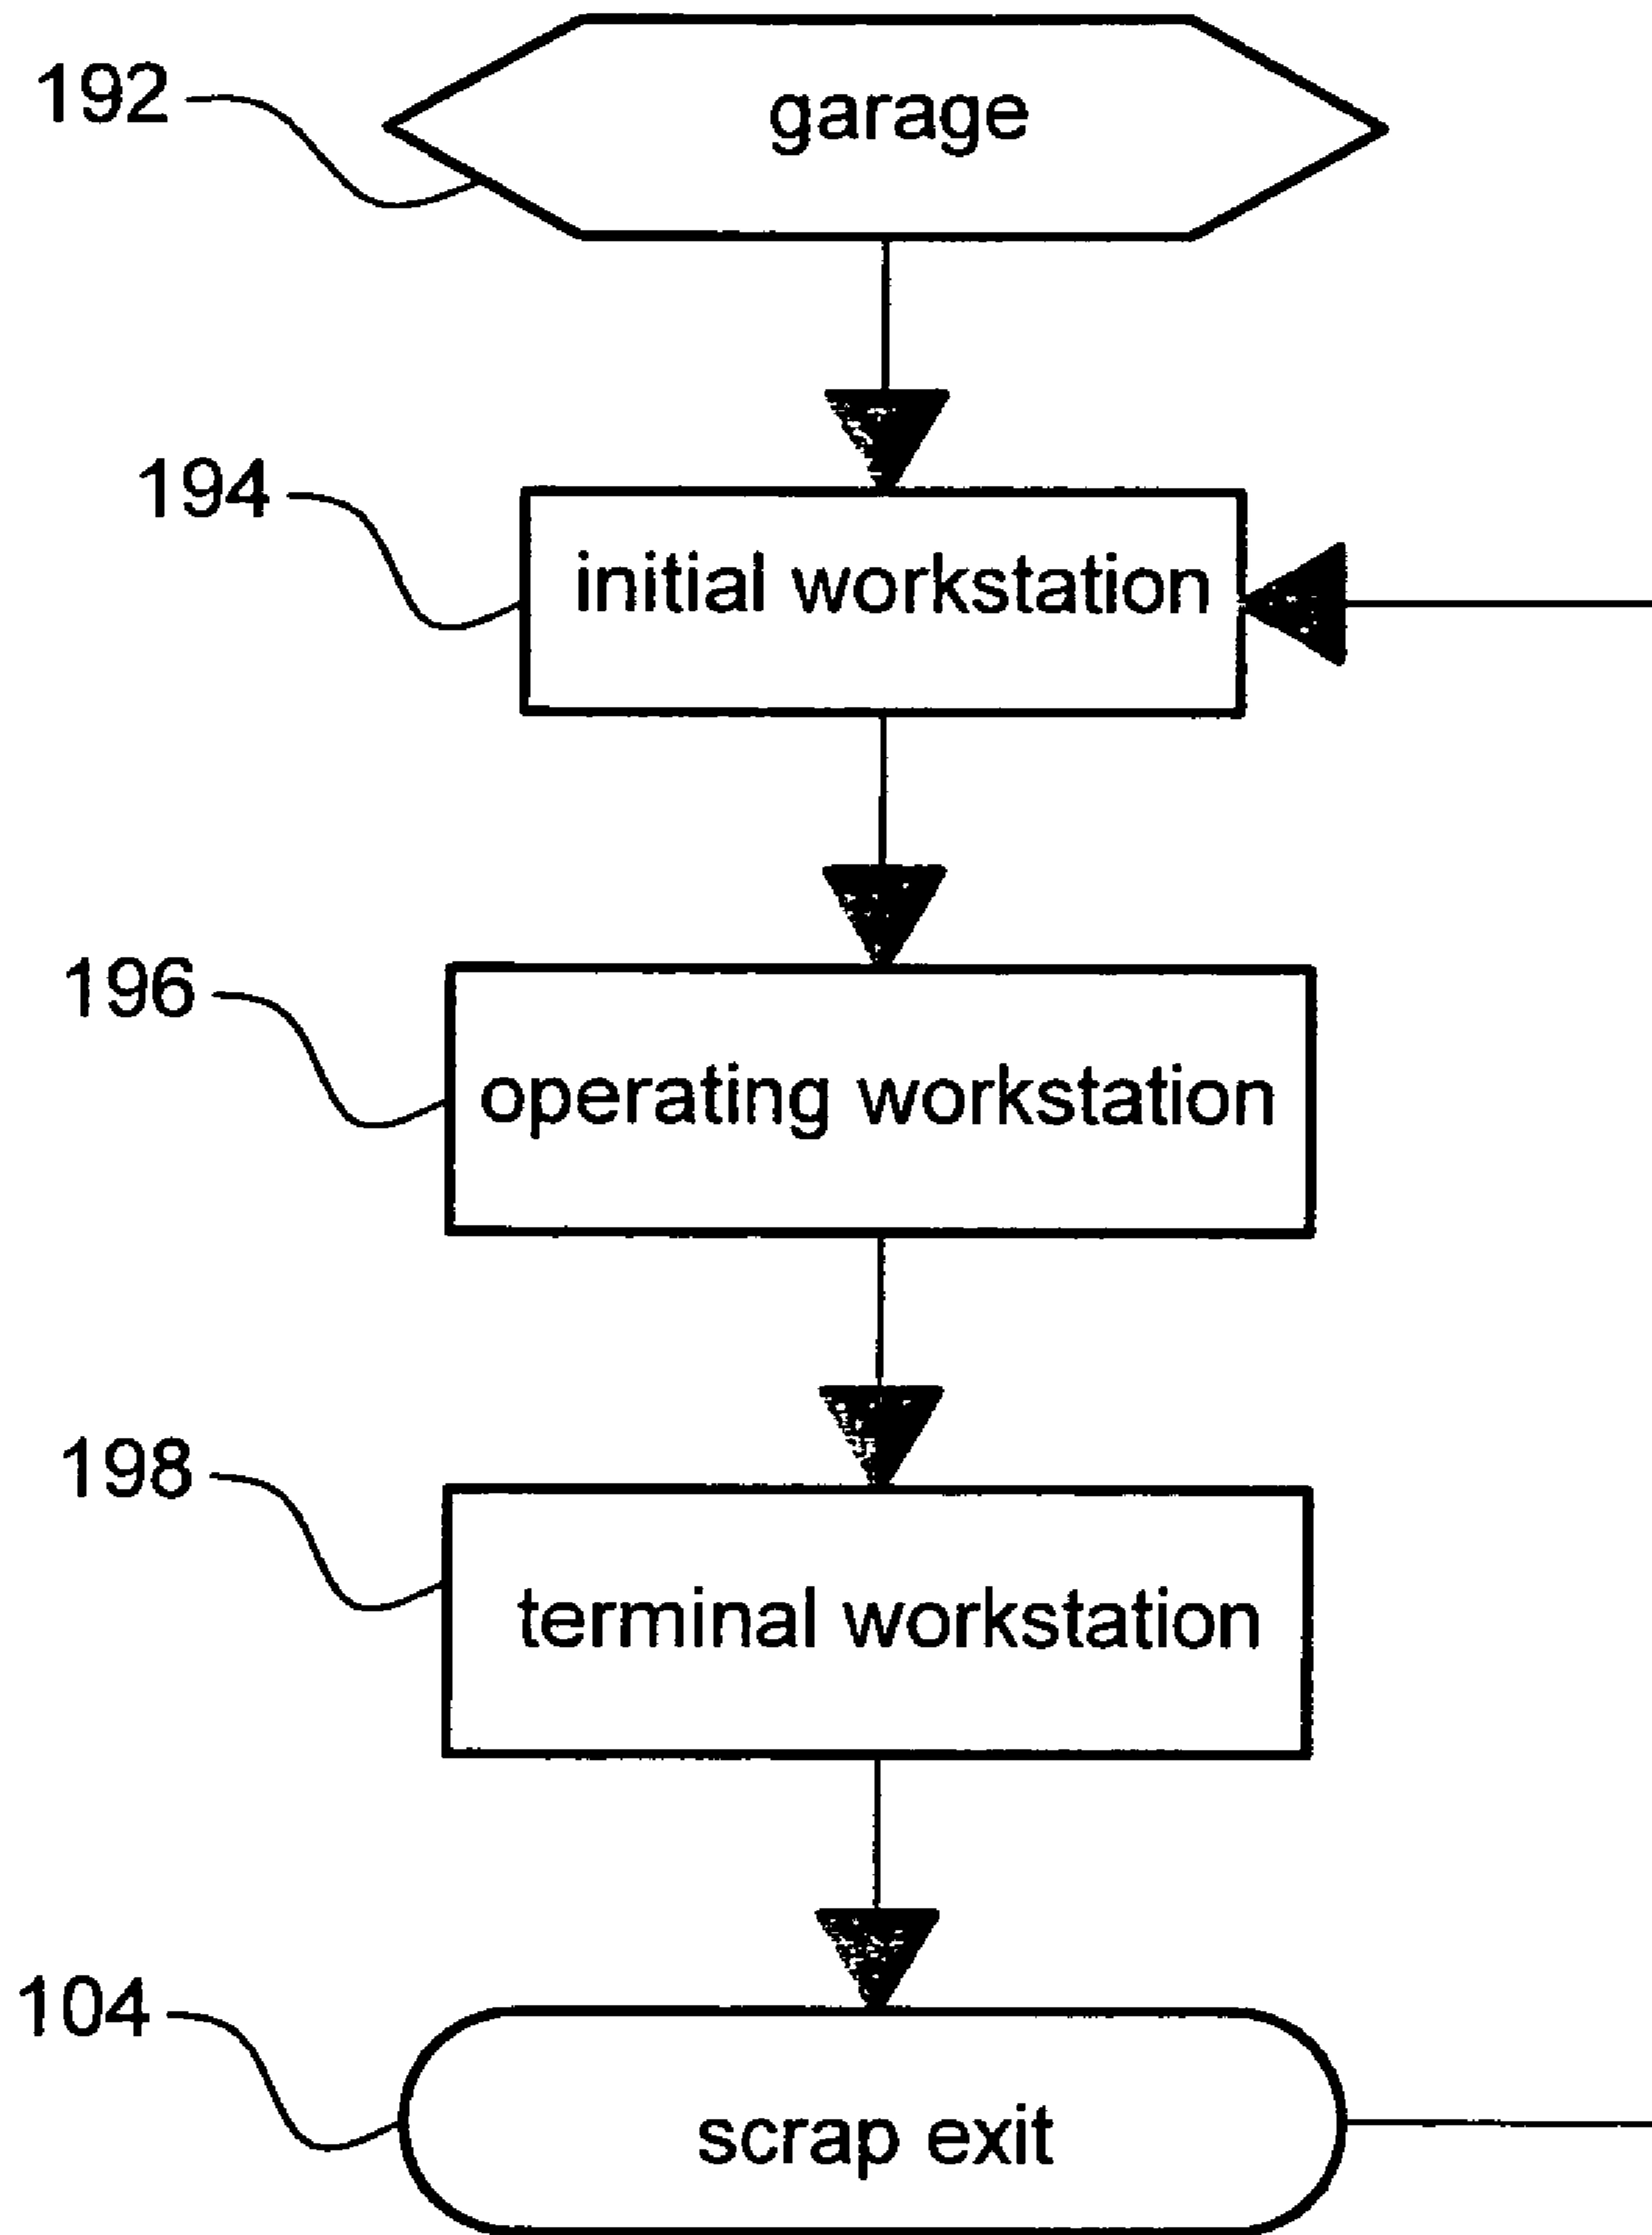 192
garage
194
initial workstation
196
operating workstation
198
terminal workstation
104
scrap exit